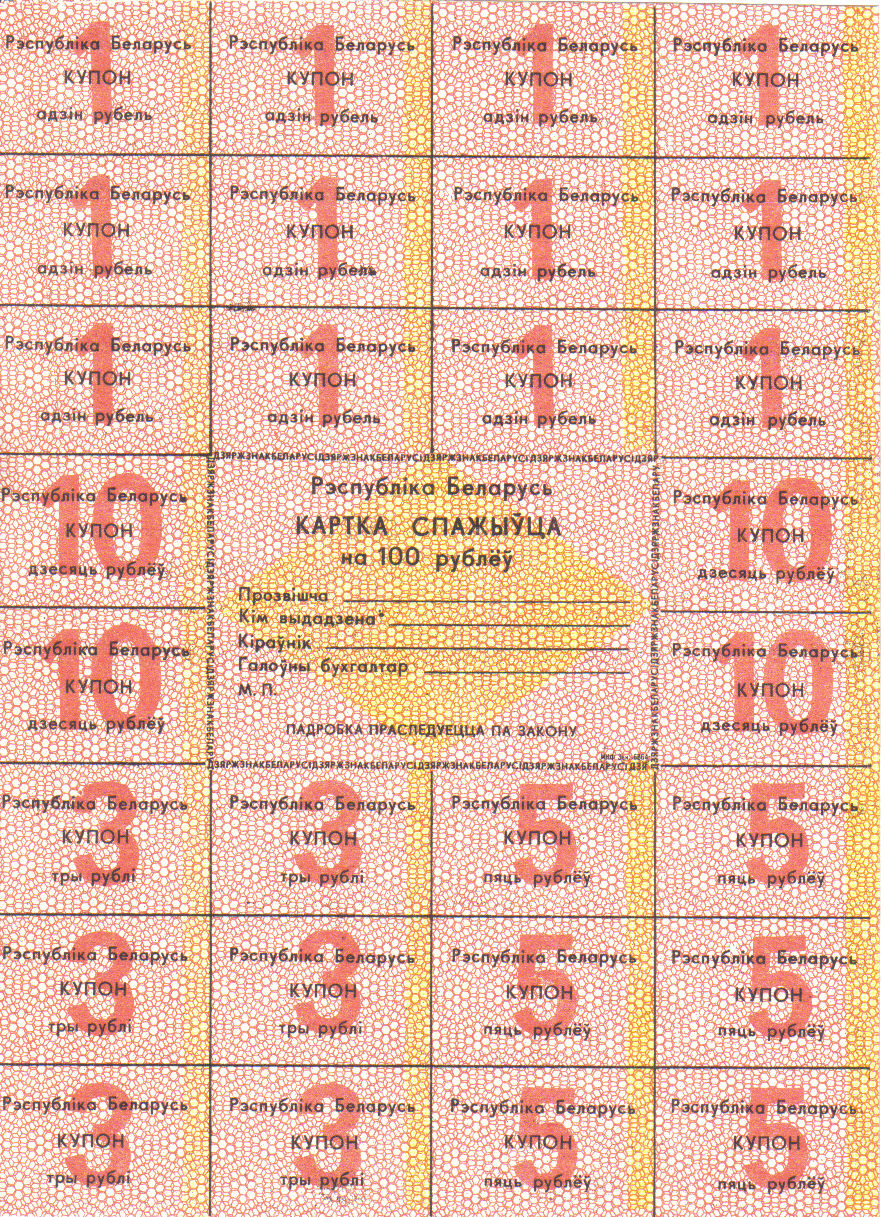 Рэспубліка Беларусь Рэспубліка Беларусь Рэспубліка Беларусь Рэспубліка Беларусь
1 КУПОН 1 КУПОН 1 КУПОН 1 КУПОН
адзін рубель адзін рубель адзін рубель адзін рубель
Рэспубліка Беларусь Рэспубліка Беларусь Рэспубліка Беларусь Рэспубліка Беларусь
1 КУПОН 1 КУПОН 1 КУПОН 1 КУПОН
адзін рубель адзін рубель адзін рубель адзін рубель
Рэспубліка Беларусь Рэспубліка Беларусь Рэспубліка Беларусь Рэспубліка Беларусь
1 КУПОН 1 КУПОН 1 КУПОН 1 КУПОН
адзін рубель адзін рубель адзін рубель адзін рубель
Рэспубліка Беларусь
10 КУПОН
дзесяць рублёў
Рэспубліка Беларусь
10 КУПОН
дзесяць рублёў
ДЗЯРЖЗНАКБЕЛАРУСІДЗЯРЖЗНАКБЕЛАРУСІДЗЯРЖЗНАКБЕЛАРУСІДЗЯРЖЗНАКБЕЛАРУСІДЗЯР
Рэспубліка Беларусь
КАРТКА СПАЖЫЎЦА
на 100 рублёў
Прозвішча
Кім выдадзена*
Кіраўнік
Галоўны бухгалтар
М. П.
ПАДРОБКА ПРАСЛЕДУЕЦЦА ПА ЗАКОНУ
ДЗЯРЖЗНАКБЕЛАРУСІДЗЯРЖЗНАКБЕЛАРУСІДЗЯРЖЗНАКБЕЛАРУСІДЗЯРЖЗНАКБЕЛАРУСІДЗЯ
Рэспубліка Беларусь
10 КУПОН
дзесяць рублёў
Рэспубліка Беларусь
10 КУПОН
дзесяць рублёў
Рэспубліка Беларусь Рэспубліка Беларусь Рэспубліка Беларусь Рэспубліка Беларусь
3 КУПОН 3 КУПОН 5 КУПОН 5 КУПОН
тры рублі тры рублі пяць рублёў пяць рублёў
Рэспубліка Беларусь Рэспубліка Беларусь Рэспубліка Беларусь Рэспубліка Беларусь
3 КУПОН 3 КУПОН 5 КУПОН 5 КУПОН
тры рублі тры рублі пяць рублёў пяць рублёў
Рэспубліка Беларусь Рэспубліка Беларусь Рэспубліка Беларусь Рэспубліка Беларусь
3 КУПОН 3 КУПОН 5 КУПОН 5 КУПОН
тры рублі тры рублі пяць рублёў пяць рублёў